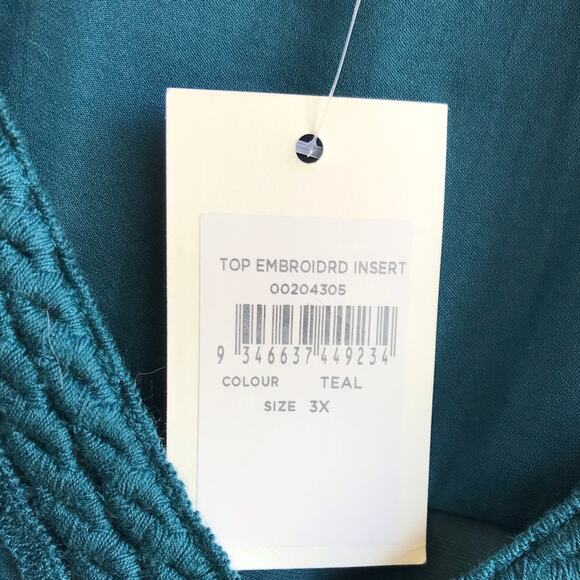 TOP EMBROIDRD INSERT
00204305
9 346637 449234
COLOUR TEAL
SIZE 3X